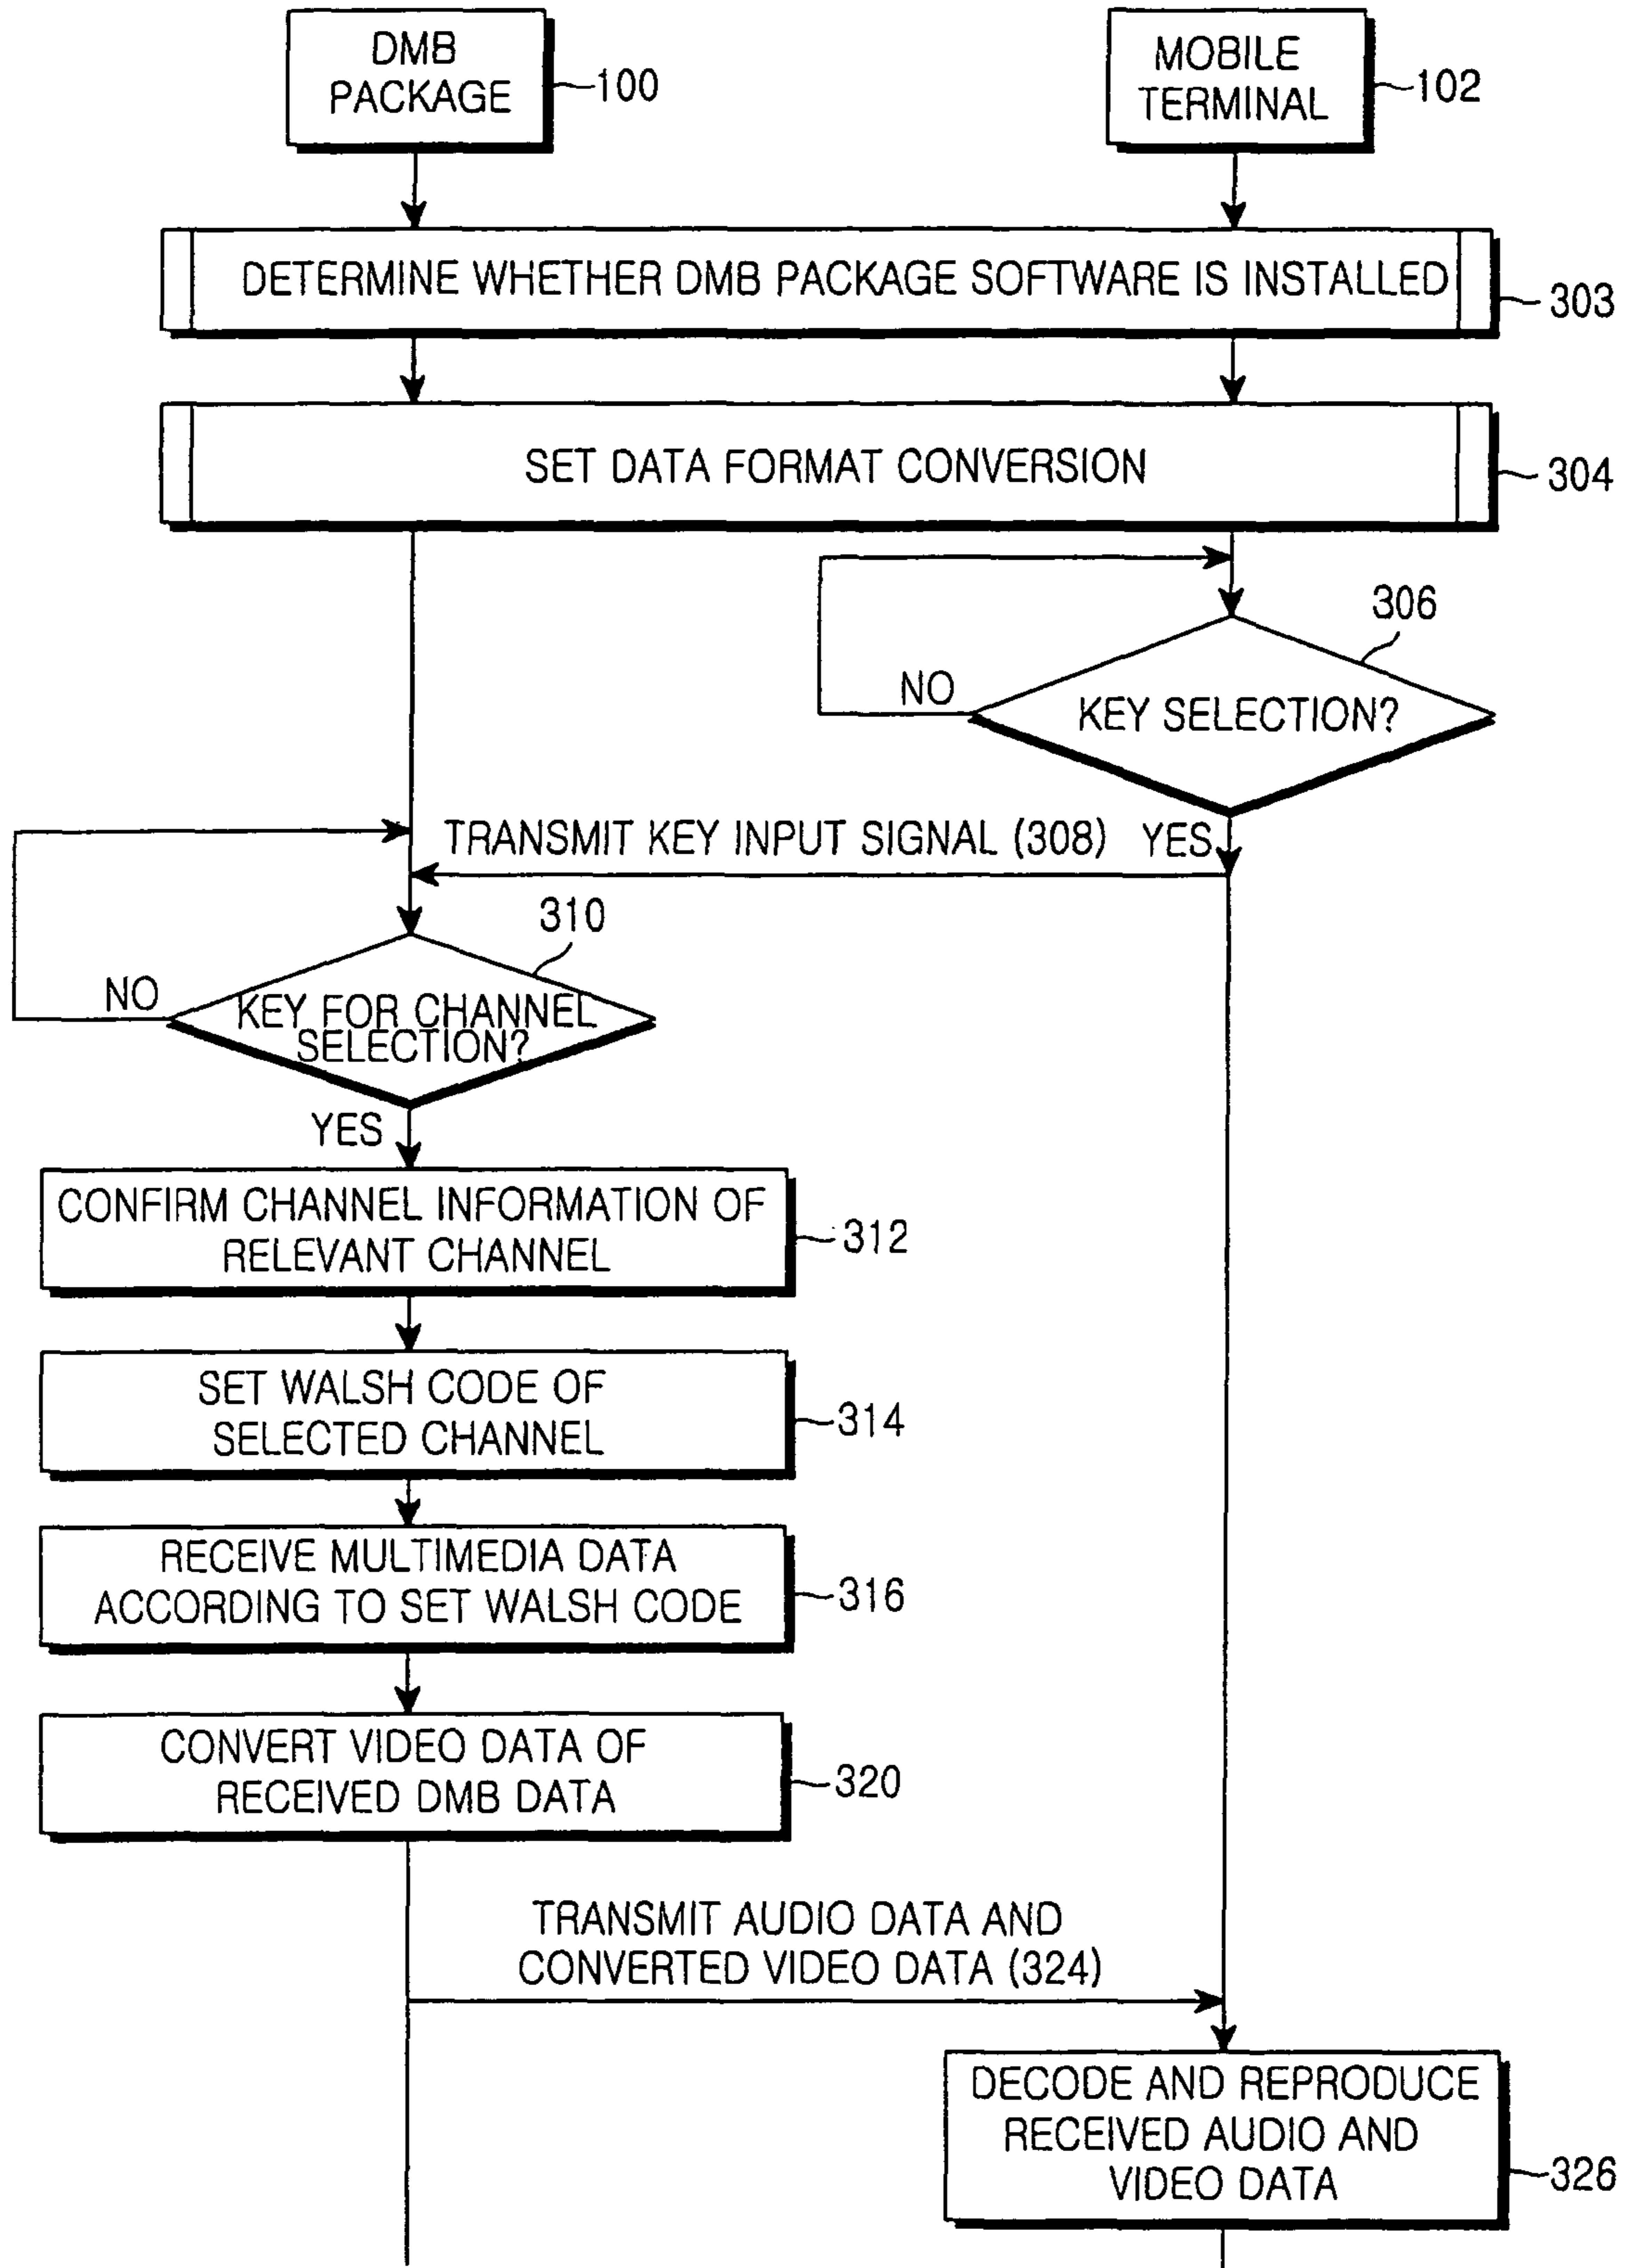 DMB
PACKAGE
100
MOBILE
TERMINAL
102
DETERMINE WHETHER DMB PACKAGE SOFTWARE IS INSTALLED
303
SET DATA FORMAT CONVERSION
304
306
NO
KEY SELECTION?
TRANSMIT KEY INPUT SIGNAL (308)
YES
310
NO
KEY FOR CHANNEL
SELECTION?
YES
CONFIRM CHANNEL INFORMATION OF
RELEVANT CHANNEL
312
SET WALSH CODE OF
SELECTED CHANNEL
314
RECEIVE MULTIMEDIA DATA
ACCORDING TO SET WALSH CODE
316
CONVERT VIDEO DATA OF
RECEIVED DMB DATA
320
TRANSMIT AUDIO DATA AND
CONVERTED VIDEO DATA (324)
DECODE AND REPRODUCE
RECEIVED AUDIO AND
VIDEO DATA
326